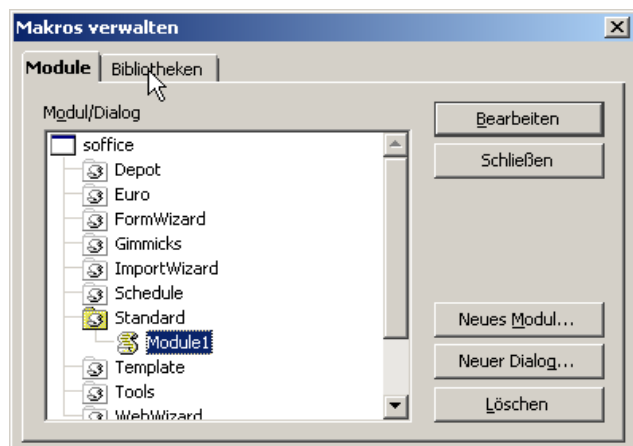 Makros verwalten
Module
Bibliotheken
Modul/Dialog
soffice
Depot
Euro
FormWizard
Gimmicks
ImportWizard
Schedule
Standard
Module1
Template
Tools
WebWizard
Bearbeiten
Schließen
Neues Modul...
Neuer Dialog...
Löschen